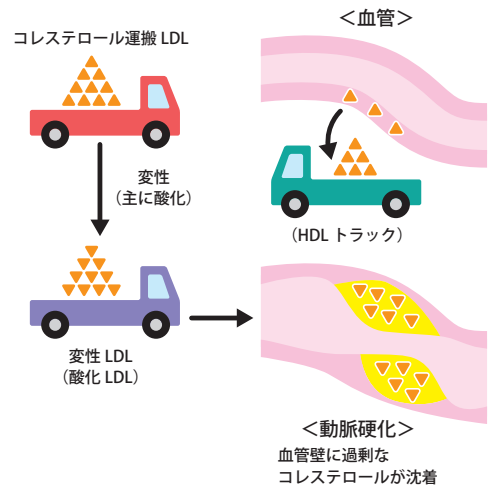 コレステロール運搬 LDL
変性
（主に酸化）
変性 LDL
（酸化 LDL）
＜血管＞
（HDL トラック）
＜動脈硬化＞
血管壁に過剰な
コレステロールが沈着